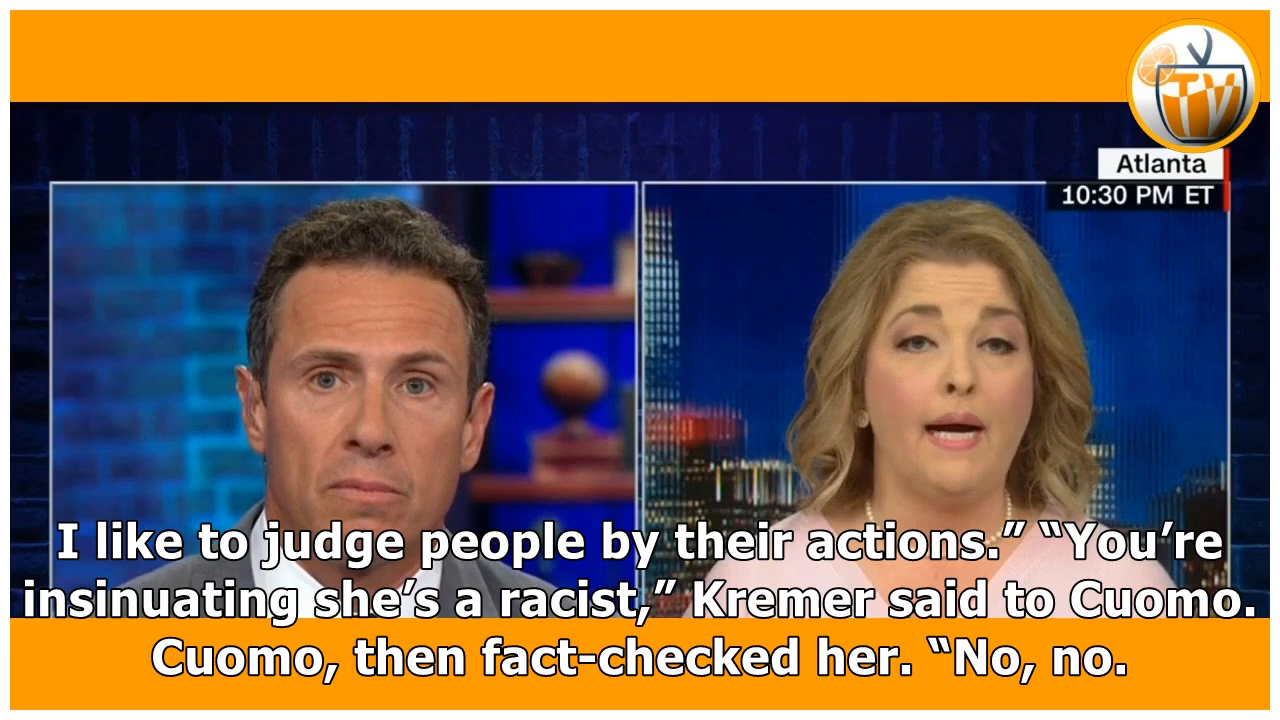 TV
Atlanta
10:30 PM ET
I like to judge people by their actions.” “You’re
insinuating she’s a racist,” Kremer said to Cuomo.
Cuomo, then fact-checked her. “No, no.